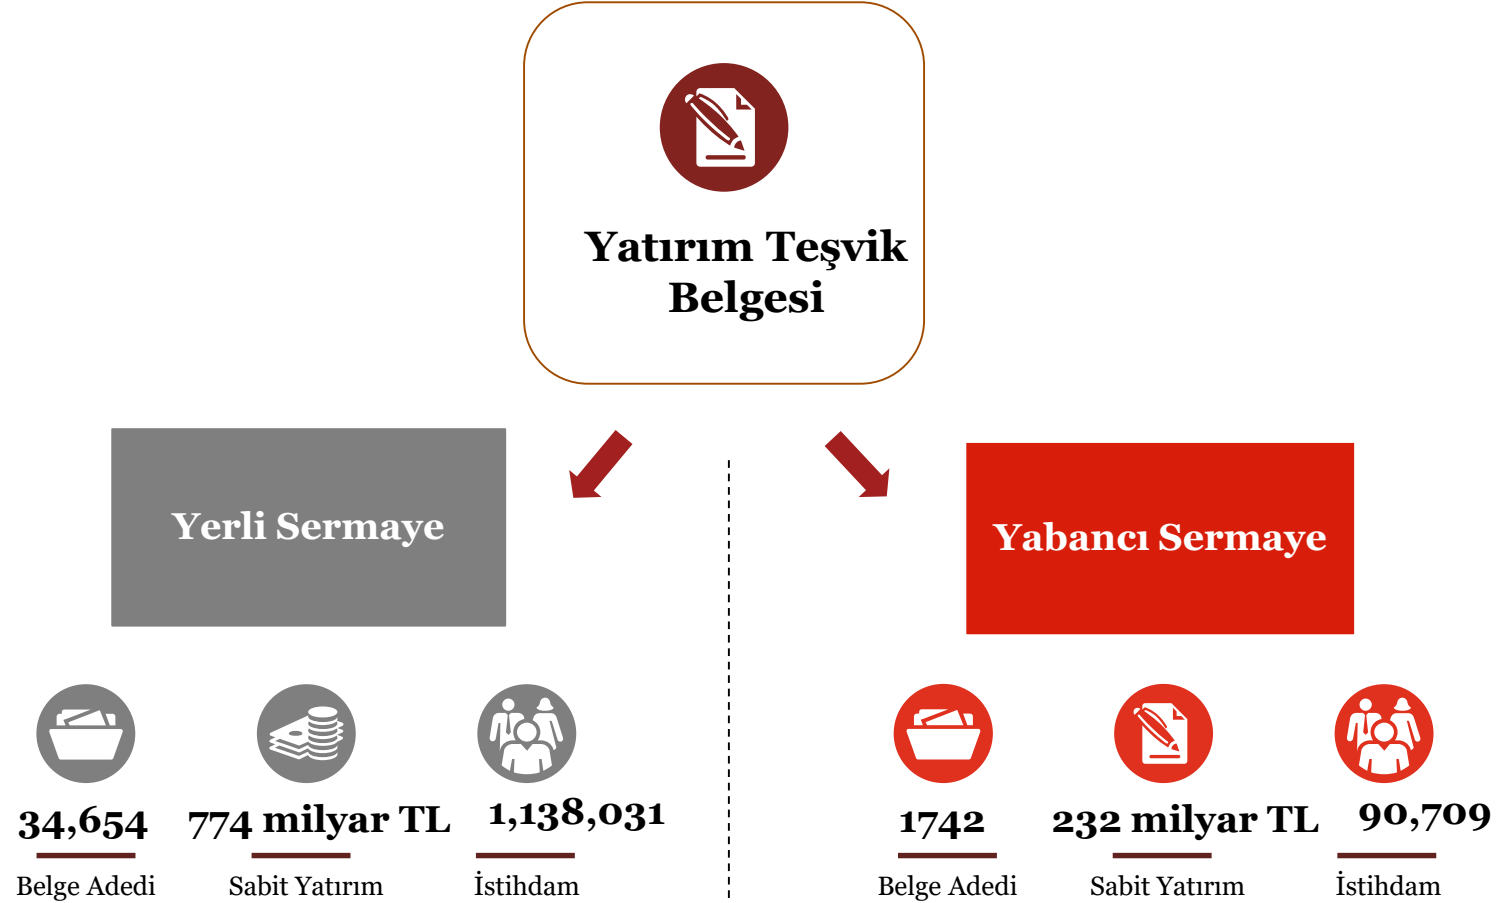 Yatırım Teşvik
Belgesi
Yerli Sermaye
Yabancı Sermaye
34,654
774 milyar TL
1,138,031
Belge Adedi
Sabit Yatırım
İstihdam
1742
232 milyar TL
90,709
Belge Adedi
Sabit Yatırım
İstihdam